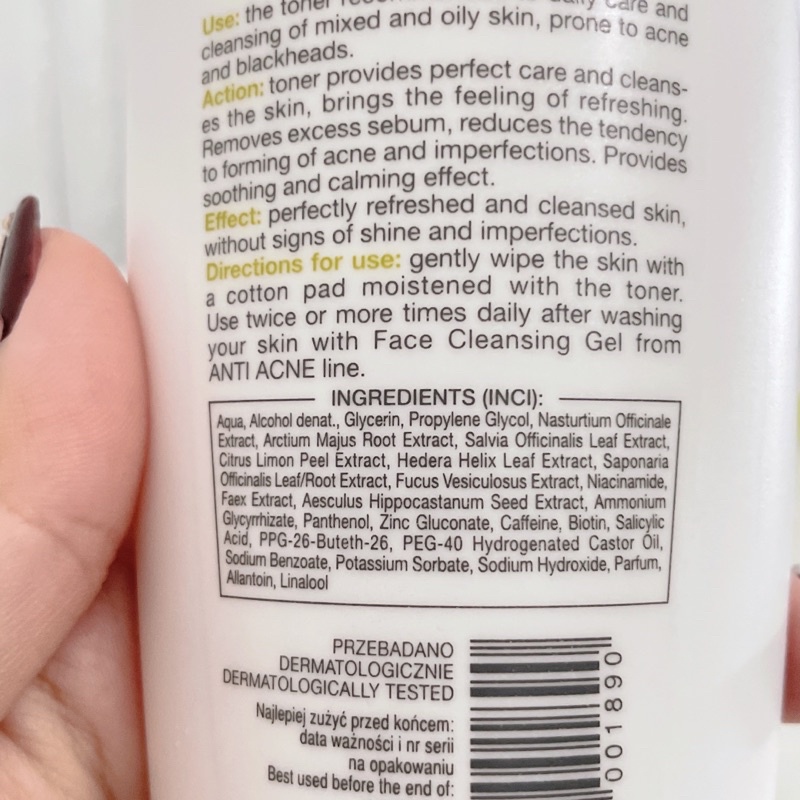 Use: the toner daily care and
cleansing of mixed and oily skin, prone to acne
and blackheads.
Action: toner provides perfect care and cleans-
es the skin, brings the feeling of refreshing.
Removes excess sebum, reduces the tendency
to forming of acne and imperfections. Provides
soothing and calming effect.
Effect: perfectly refreshed and cleansed skin,
without signs of shine and imperfections.
Directions for use: gently wipe the skin with
a cotton pad moistened with the toner.
Use twice or more times daily after washing
your skin with Face Cleansing Gel from
ANTI ACNE line.
INGREDIENTS (INCI):
Aqua, Alcohol denat., Glycerin, Propylene Glycol, Nasturtium Officinale
Extract, Arctium Majus Root Extract, Salvia Officinalis Leaf Extract,
Citrus Limon Peel Extract, Hedera Helix Leaf Extract, Saponaria
Officinalis Leaf/Root Extract, Fucus Vesiculosus Extract, Niacinamide,
Faex Extract, Aesculus Hippocastanum Seed Extract, Ammonium
Glycyrrhizate, Panthenol, Zinc Gluconate, Caffeine, Biotin, Salicylic
Acid, PPG-26-Buteth-26, PEG-40 Hydrogenated Castor Oil,
Sodium Benzoate, Potassium Sorbate, Sodium Hydroxide, Parfum,
Allantoin, Linalool
PRZEBADANO
DERMATOLOGICZNIE
DERMATOLOGICALLY TESTED
Najlepiej zużyć przed końcem:
data ważności i nr serii
na opakowaniu
Best used before the end of:
001890